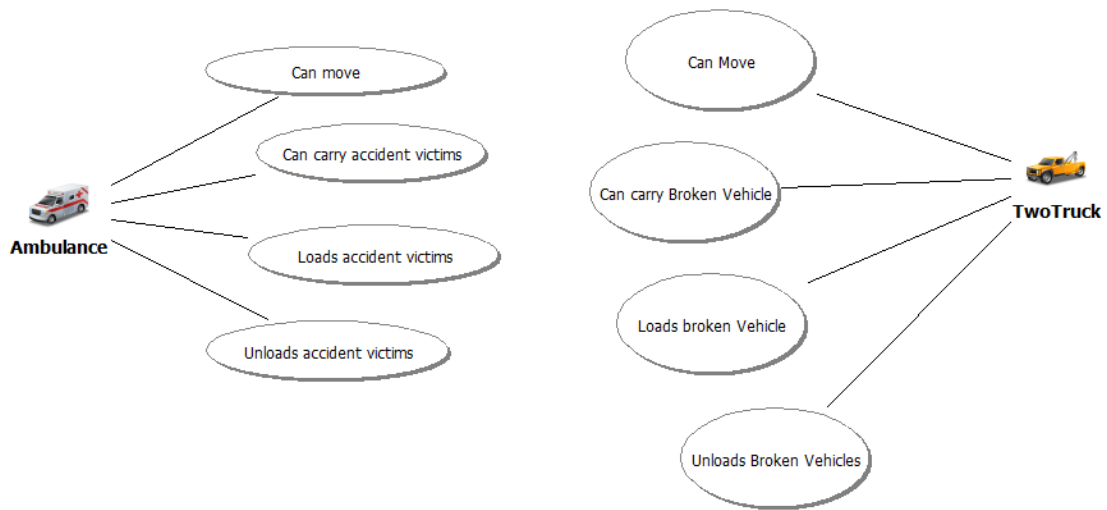 Can move
Can carry accident victims
Ambulance
Loads accident victims
Unloads accident victims
Can Move
Can carry Broken Vehicle
TwoTruck
Loads broken Vehicle
Unloads Broken Vehicles